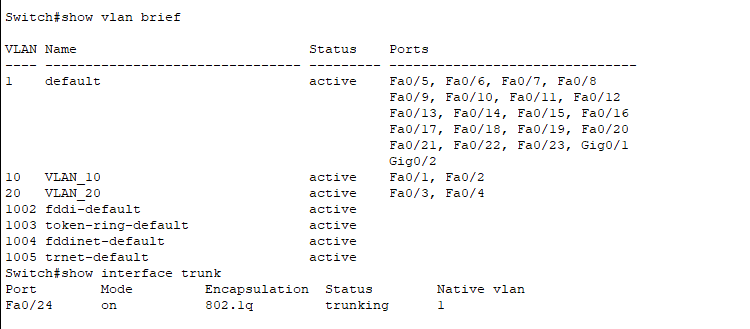 Switch#show vlan brief
VLAN Name                             Status    Ports
---- -------------------------------- --------- -------------------------------
1    default                          active    Fa0/5, Fa0/6, Fa0/7, Fa0/8
                                                Fa0/9, Fa0/10, Fa0/11, Fa0/12
                                                Fa0/13, Fa0/14, Fa0/15, Fa0/16
                                                Fa0/17, Fa0/18, Fa0/19, Fa0/20
                                                Fa0/21, Fa0/22, Fa0/23, Gig0/1
                                                Gig0/2
10   VLAN_10                          active    Fa0/1, Fa0/2
20   VLAN_20                          active    Fa0/3, Fa0/4
1002 fddi-default                     active
1003 token-ring-default               active
1004 fddinet-default                  active
1005 trnet-default                    active
Switch#show interface trunk
Port        Mode         Encapsulation  Status        Native vlan
Fa0/24      on           802.1q         trunking      1